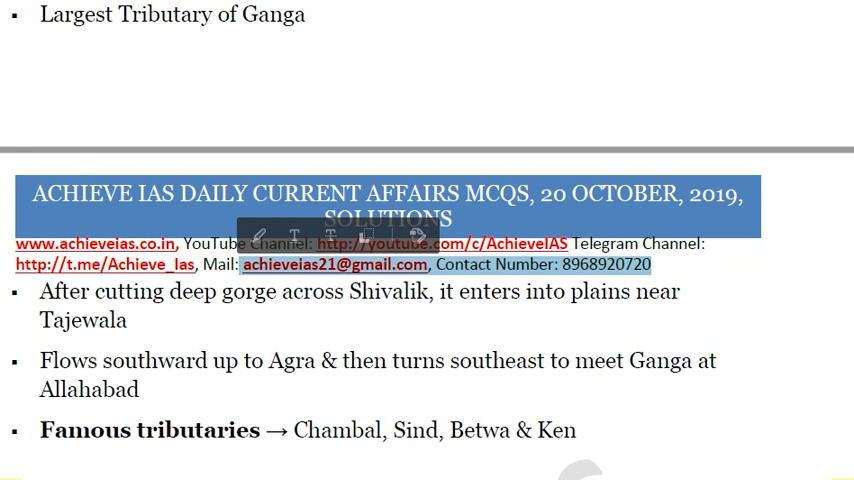 ▪ Largest Tributary of Ganga
ACHIEVE IAS DAILY CURRENT AFFAIRS MCQS, 20 OCTOBER, 2019,
SOLUTIONS
www.achieveias.co.in, YouTube Channel: http://youtube.com/c/AchieveIAS Telegram Channel:
http://t.me/Achieve_Ias, Mail: achieveias21@gmail.com, Contact Number: 8968920720
▪ After cutting deep gorge across Shivalik, it enters into plains near
Tajewala
▪ Flows southward up to Agra & then turns southeast to meet Ganga at
Allahabad
▪ Famous tributaries → Chambal, Sind, Betwa & Ken